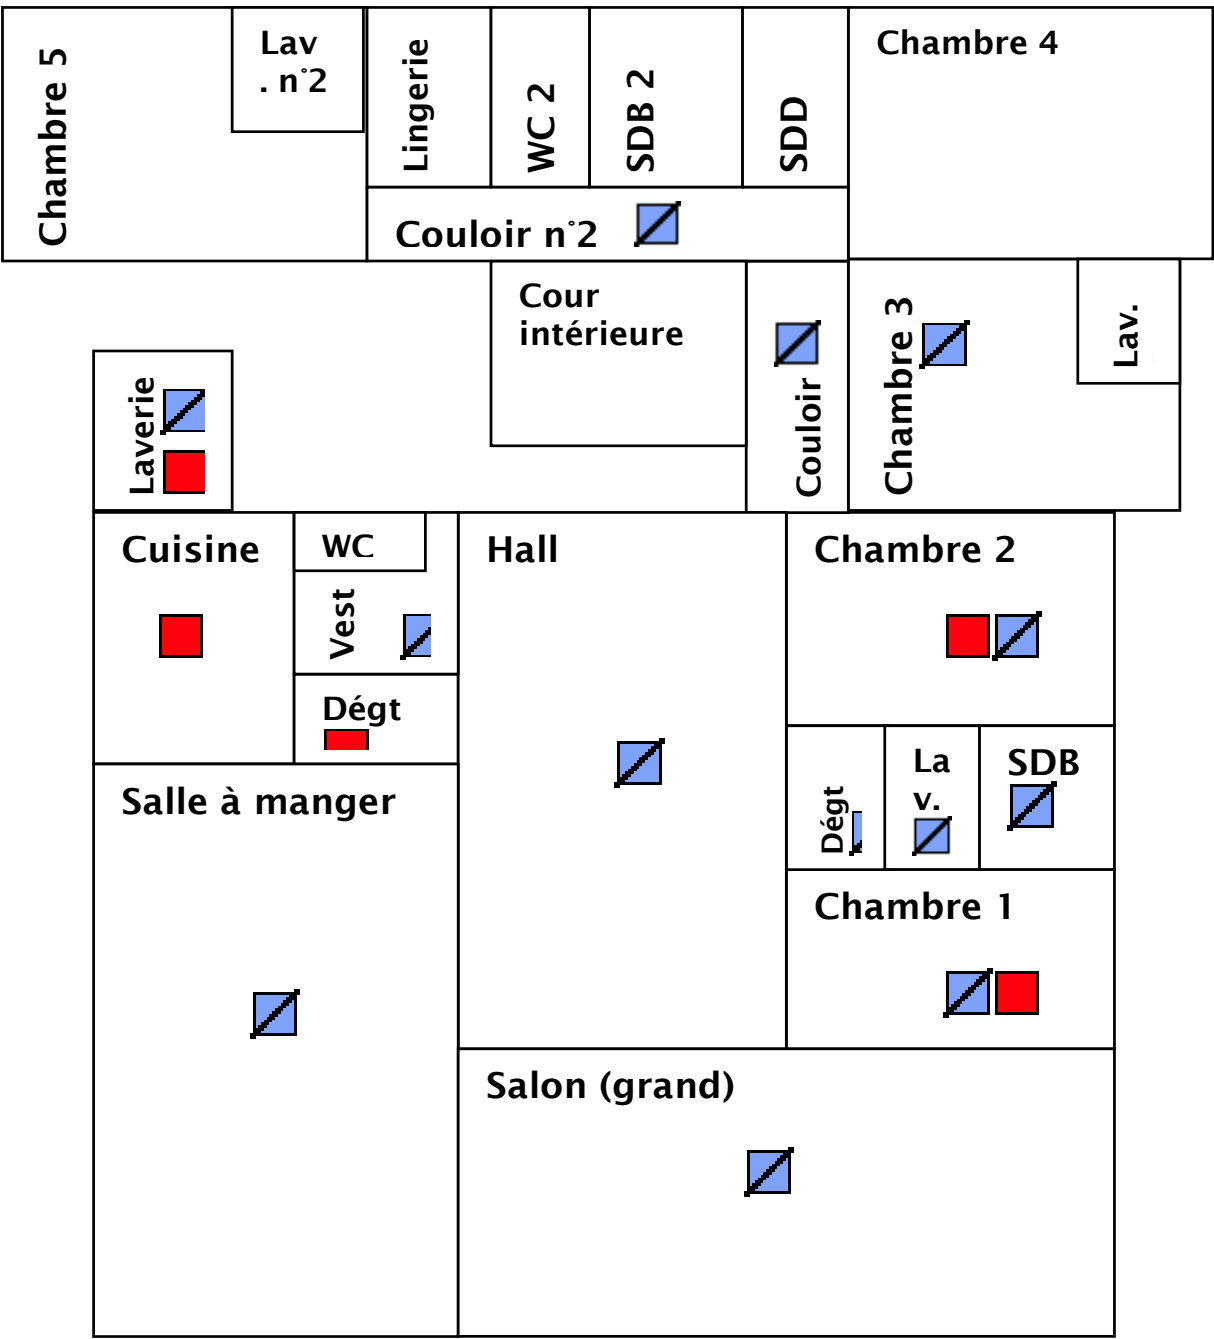 Chambre 5
Lav
. n°2
Lingerie
WC 2
SDB 2
SDD
Chambre 4
Couloir n°2
Cour
intérieure
Couloir
Chambre 3
Lav.
Laverie
Cuisine
WC
Vest
Dégt
Hall
Chambre 2
Dégt
La
v.
SDB
Salle à manger
Chambre 1
Salon (grand)